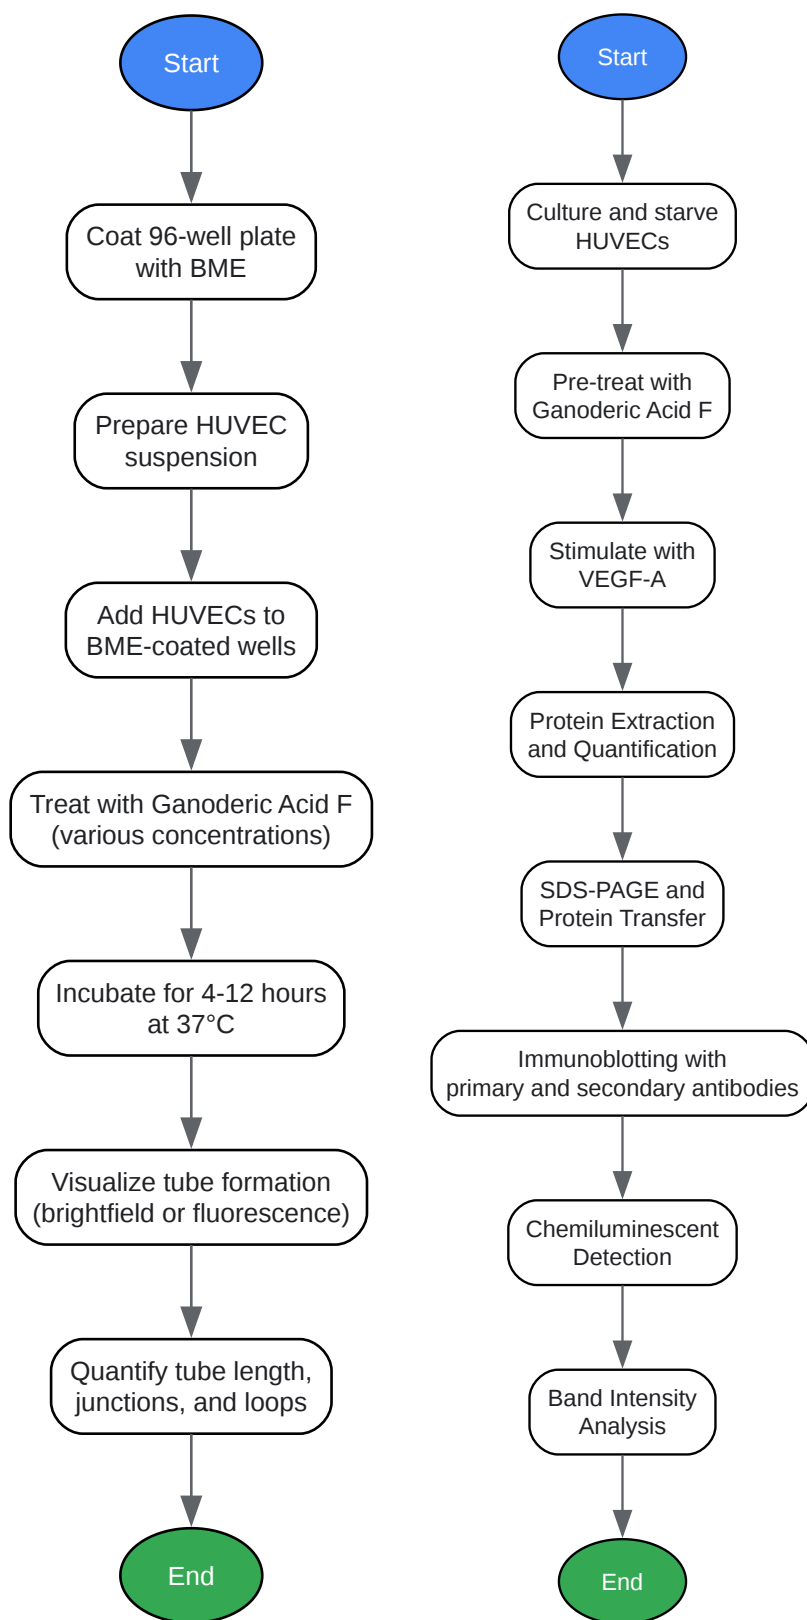 Start
Coat 96-well plate
with BME
Prepare HUVEC
suspension
Add HUVECs to
BME-coated wells
Treat with Ganoderic Acid F
(various concentrations)
Incubate for 4-12 hours
at 37°C
Visualize tube formation
(brightfield or fluorescence)
Quantify tube length,
junctions, and loops
End
Start
Culture and starve
HUVECs
Pre-treat with
Ganoderic Acid F
Stimulate with
VEGF-A
Protein Extraction
and Quantification
SDS-PAGE and
Protein Transfer
Immunoblotting with
primary and secondary antibodies
Chemiluminescent
Detection
Band Intensity
Analysis
End